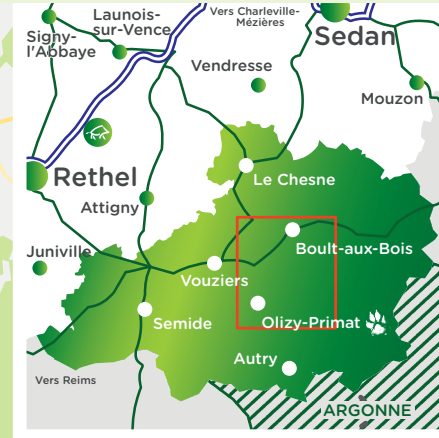 Launois-
sur-Vence
Vers Charleville-
Mézières
Signy-
l'Abbaye
Sedan
Vendresse
Mouzon
Rethel
Le Chesne
Attigny
Juniville
Boult-aux-Bois
Vouziers
Semide
Olizy-Primat
Autry
Vers Reims
ARGONNE